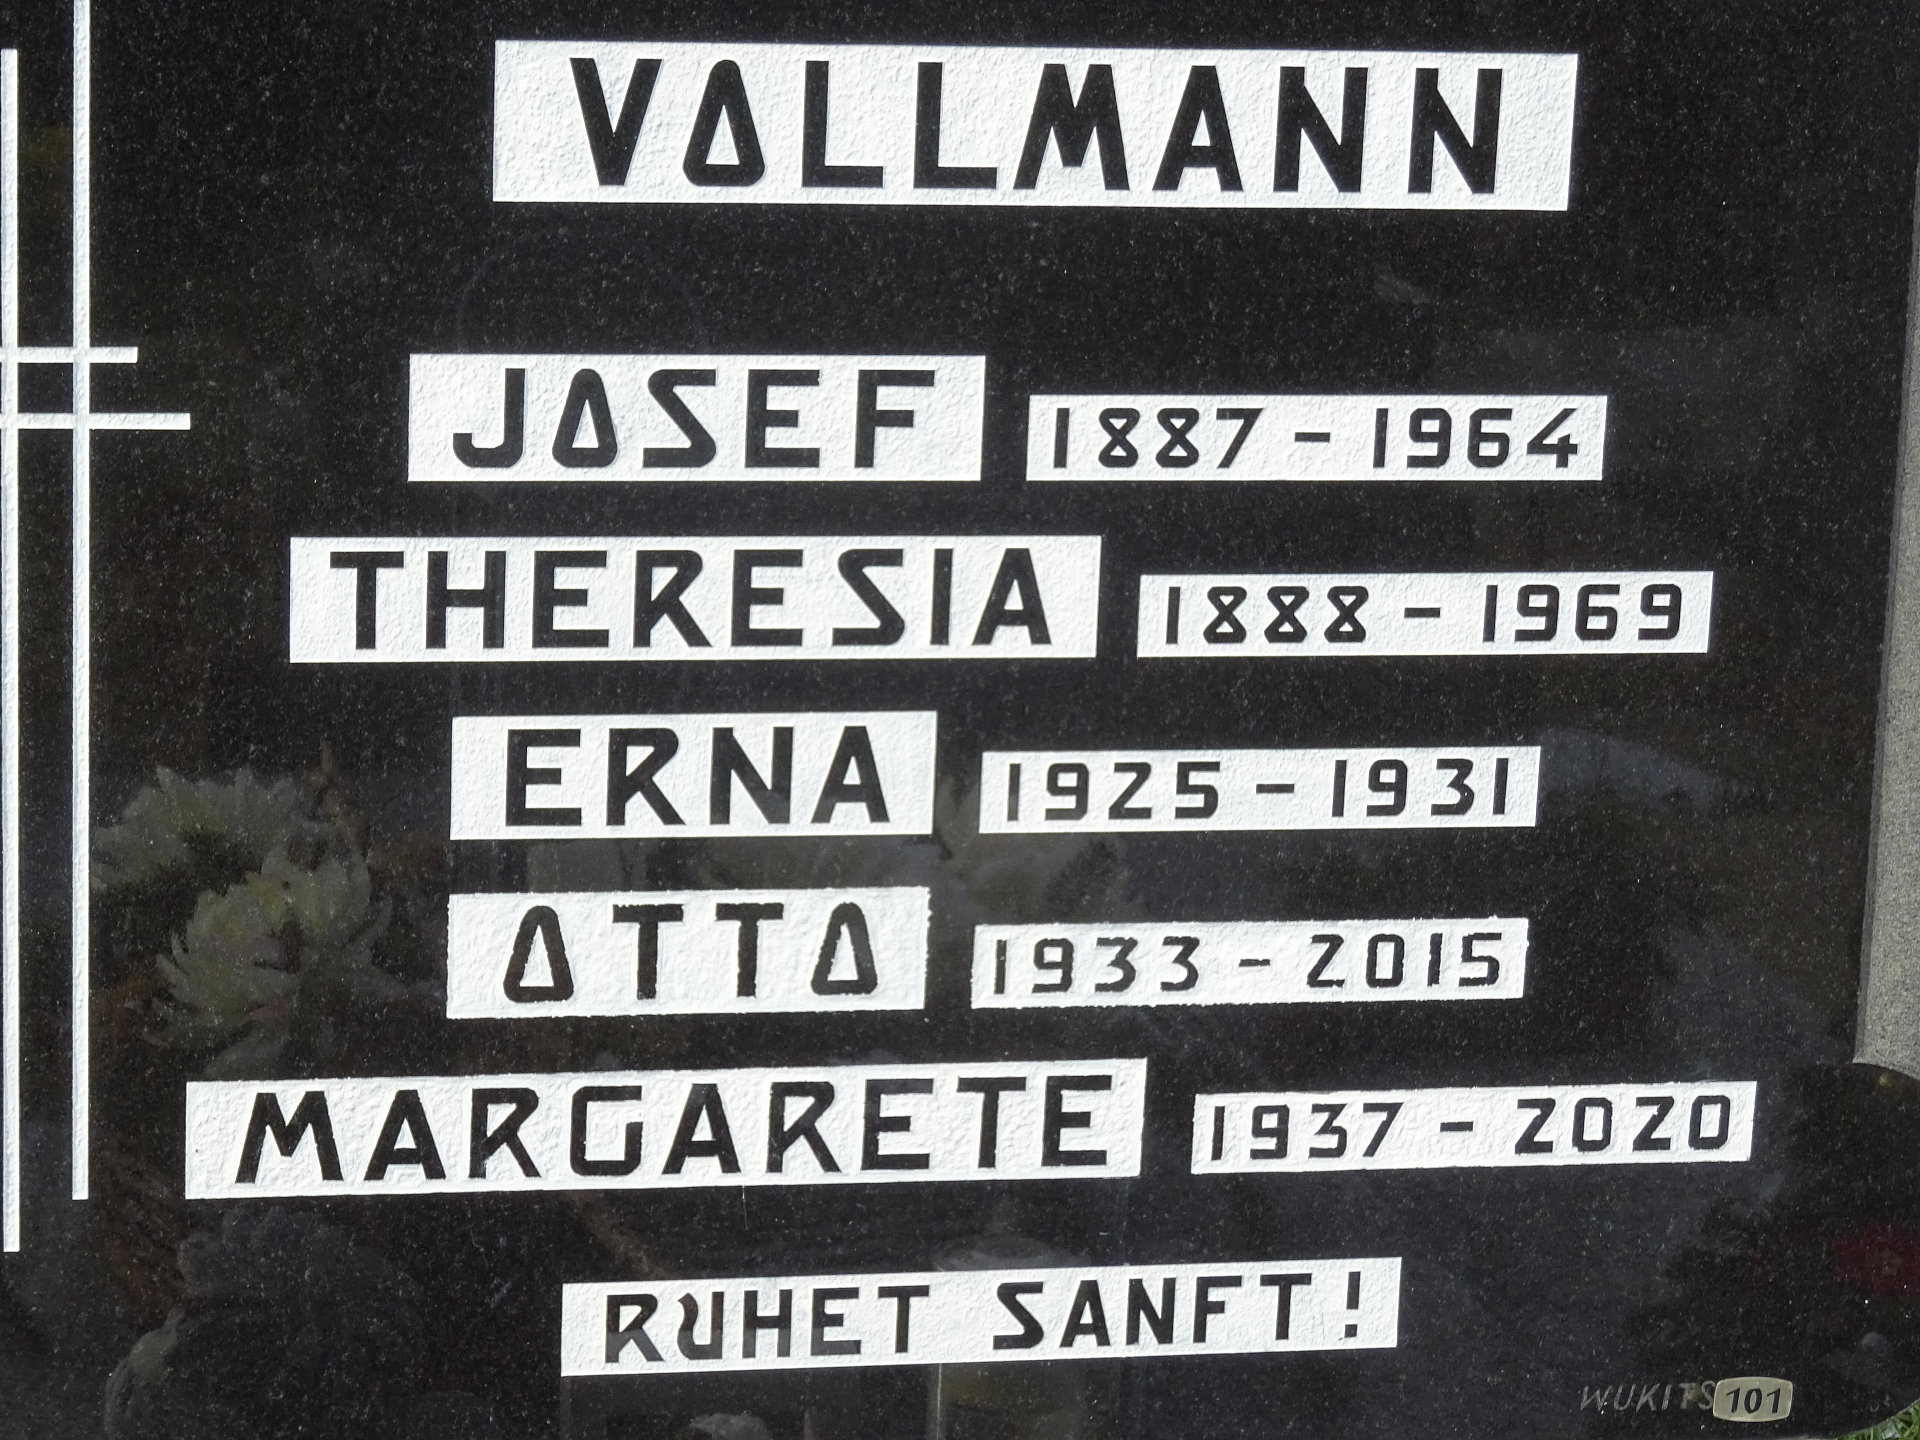 VOLLMANN
JOSEF 1887 - 1964
THERESIA 1888 - 1969
ERNA 1925 - 1931
OTTO 1933 - 2015
MARGARETE 1937 - 2020
RUHET SANFT!
WUKITS 101